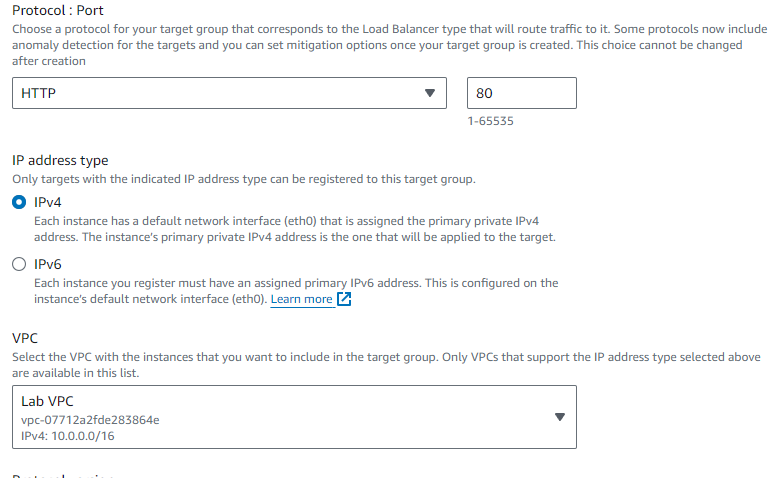 Protocol : Port
Choose a protocol for your target group that corresponds to the Load Balancer type that will route traffic to it. Some protocols now include
anomaly detection for the targets and you can set mitigation options once your target group is created. This choice cannot be changed
after creation
HTTP
80
1-65535
IP address type
Only targets with the indicated IP address type can be registered to this target group.
IPv4
Each instance has a default network interface (eth0) that is assigned the primary private IPv4
address. The instance's primary private IPv4 address is the one that will be applied to the target.
IPv6
Each instance you register must have an assigned primary IPv6 address. This is configured on the
instance's default network interface (eth0). Learn more
VPC
Select the VPC with the instances that you want to include in the target group. Only VPCs that support the IP address type selected above
are available in this list.
Lab VPC
vpc-07712a2fde283864e
IPv4: 10.0.0.0/16